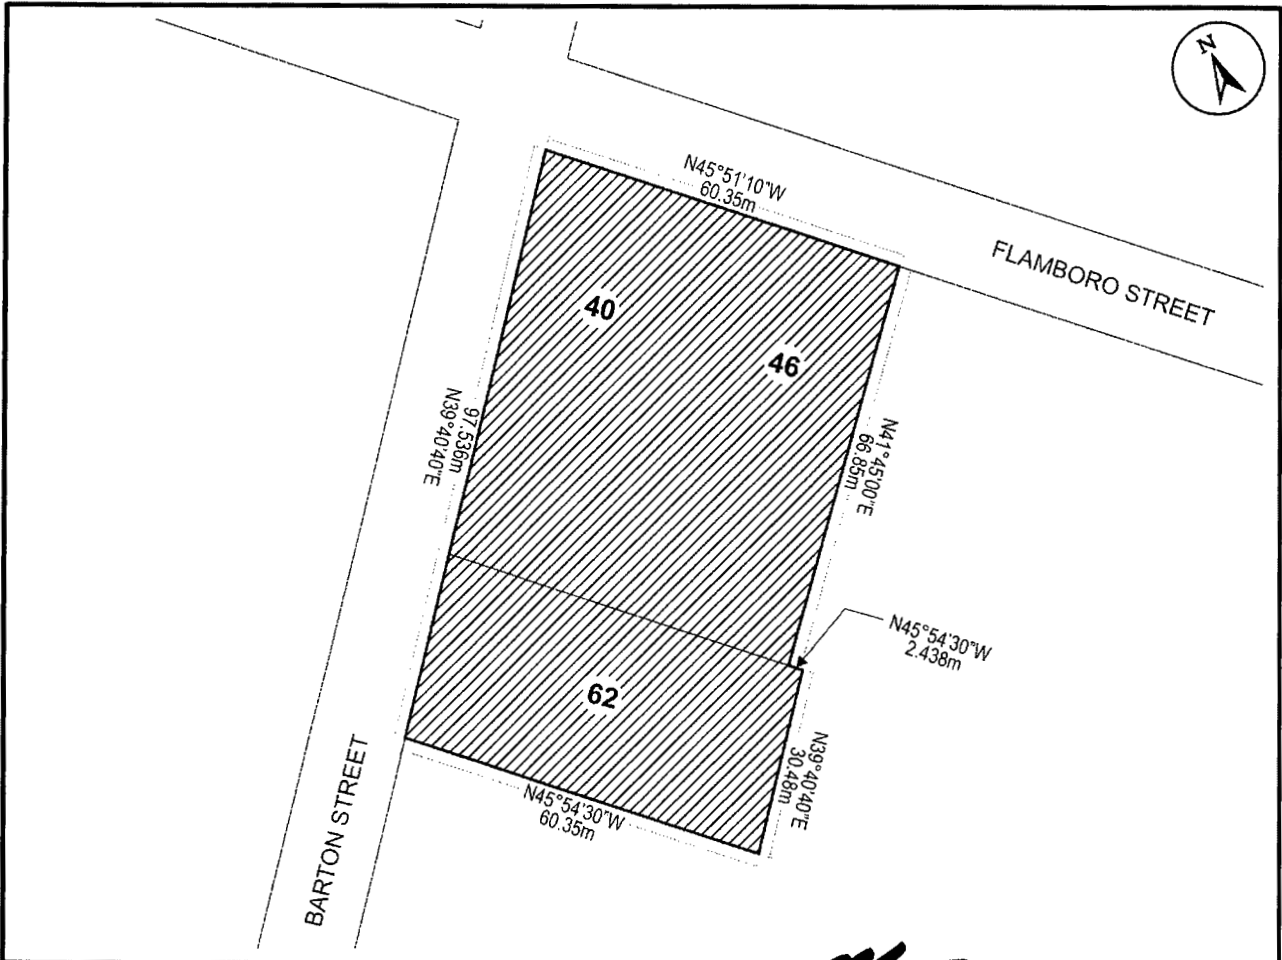 N
N45°51'10"W
60.35m
FLAMBORO STREET
40
46
97.536m
N39°40'40"E
N41°45'00"E
66.85m
N45°54'30"W
2.438m
62
N39°40'40"E
30.48m
N45°54'30"W
60.35m
BARTON STREET